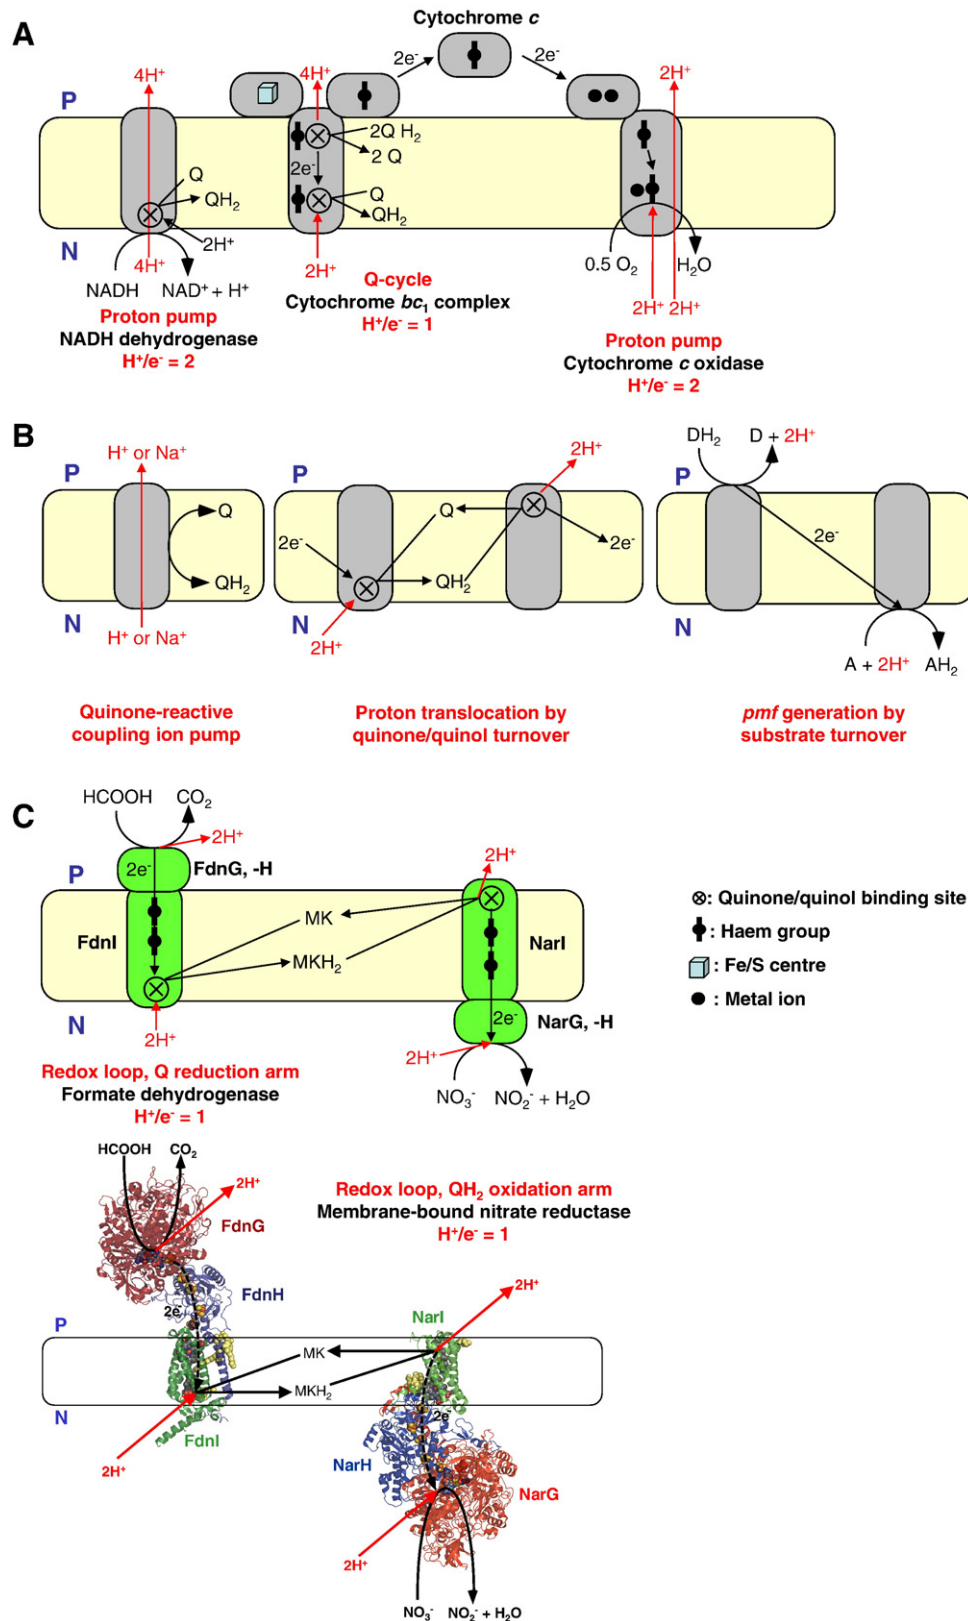 A
Cytochrome c
2e-
2e-
4H+
4H+
2H+
P
2Q H2
2 Q
2e-
Q
QH2
Q
QH2
2H+
N
4H+
NADH
NAD+ + H+
2H+
0.5 O2
H2O
2H+ 2H+
Proton pump
NADH dehydrogenase
H+/e- = 2
Q-cycle
Cytochrome bc1 complex
H+/e- = 1
Proton pump
Cytochrome c oxidase
H+/e- = 2
B
H+ or Na+
P
Q
QH2
N
H+ or Na+
Quinone-reactive
coupling ion pump
2H+
P
Q
2e-
QH2
2e-
N
2H+
Proton translocation by
quinone/quinol turnover
DH2
D + 2H+
P
2e-
N
A + 2H+
AH2
pmf generation by
substrate turnover
C
HCOOH
CO2
2H+
2e-
FdnG, -H
P
2H+
MK
FdnI
NarI
MKH2
N
2H+
2e-
NarG, -H
2H+
NO3-
NO2- + H2O
: Quinone/quinol binding site
: Haem group
: Fe/S centre
: Metal ion
Redox loop, Q reduction arm
Formate dehydrogenase
H+/e- = 1
HCOOH
CO2
2H+
FdnG
Redox loop, QH2 oxidation arm
Membrane-bound nitrate reductase
H+/e- = 1
FdnH
2e-
2H+
NarI
P
MK
MKH2
N
FdnI
2H+
2e-
NarH
NarG
2H+
NO3-
NO2- + H2O